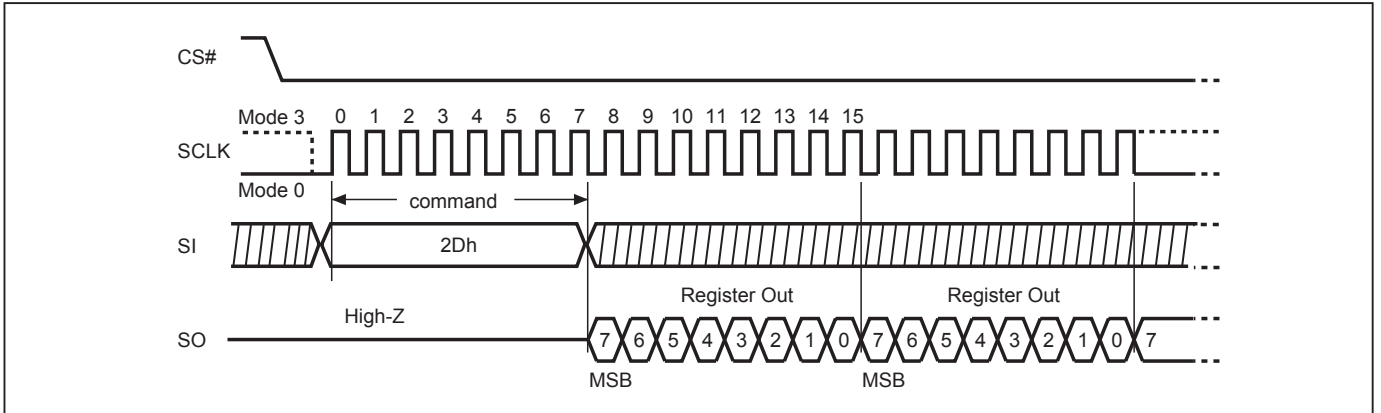 CS#
Mode 3 0 1 2 3 4 5 6 7 8 9 10 11 12 13 14 15
SCLK
Mode 0
command
SI 2Dh
Register Out Register Out
High-Z
SO 7 6 5 4 3 2 1 0 7 6 5 4 3 2 1 0 7
MSB MSB